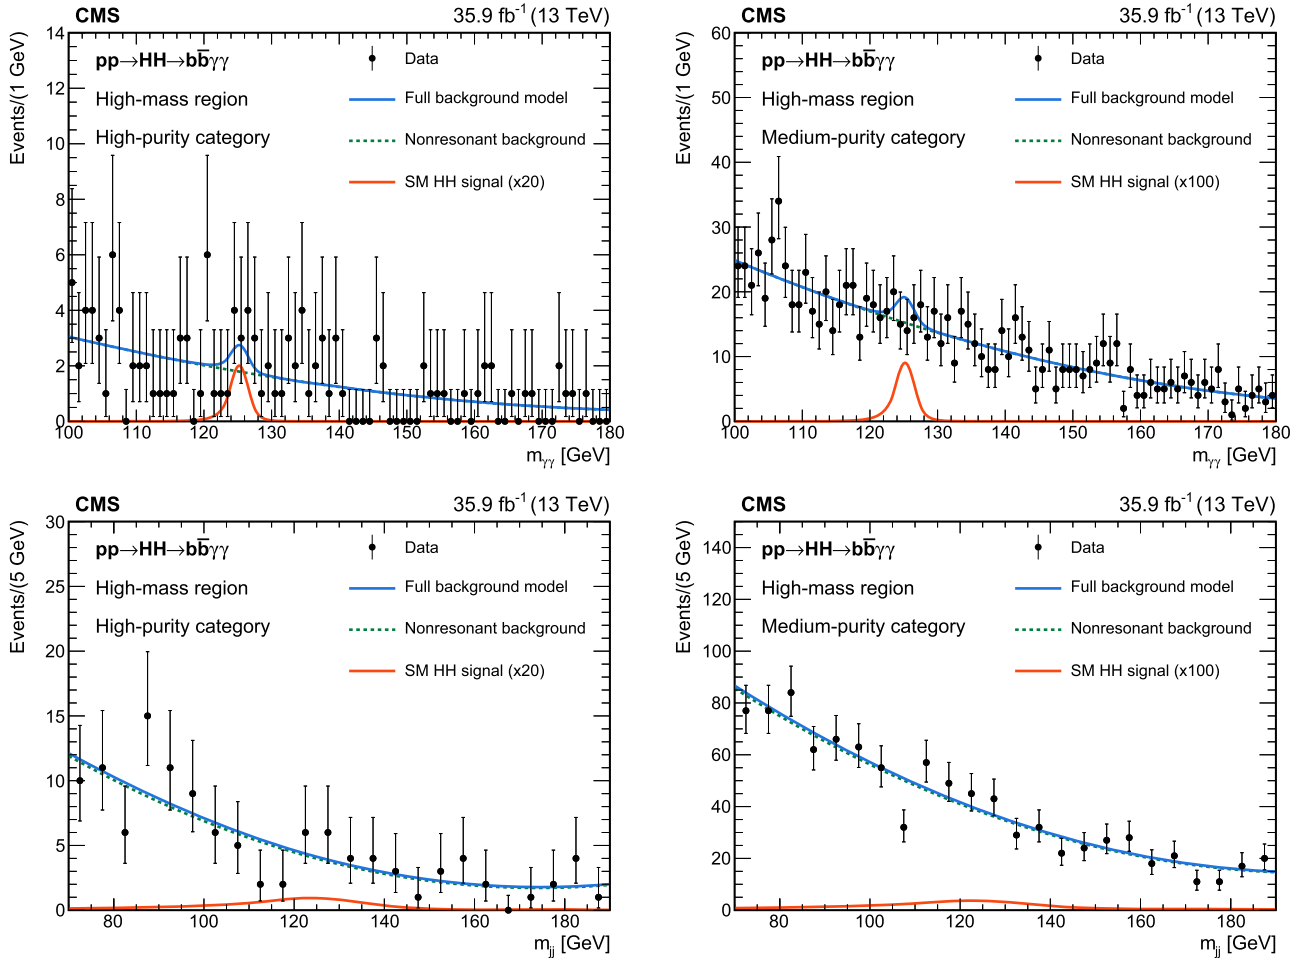 CMS 35.9 fb⁻¹ (13 TeV)
Events/(1 GeV)
14
12
10
8
6
4
2
0
pp→HH→bb̅γγ
High-mass region
High-purity category
Data
Full background model
Nonresonant background
SM HH signal (x20)
100 110 120 130 140 150 160 170 180
mγγ [GeV]
CMS 35.9 fb⁻¹ (13 TeV)
Events/(1 GeV)
60
50
40
30
20
10
0
pp→HH→bb̅γγ
High-mass region
Medium-purity category
Data
Full background model
Nonresonant background
SM HH signal (x100)
100 110 120 130 140 150 160 170 180
mγγ [GeV]
CMS 35.9 fb⁻¹ (13 TeV)
Events/(5 GeV)
30
25
20
15
10
5
0
pp→HH→bb̅γγ
High-mass region
High-purity category
Data
Full background model
Nonresonant background
SM HH signal (x20)
80 100 120 140 160 180
mjj [GeV]
CMS 35.9 fb⁻¹ (13 TeV)
Events/(5 GeV)
140
120
100
80
60
40
20
0
pp→HH→bb̅γγ
High-mass region
Medium-purity category
Data
Full background model
Nonresonant background
SM HH signal (x100)
80 100 120 140 160 180
mjj [GeV]